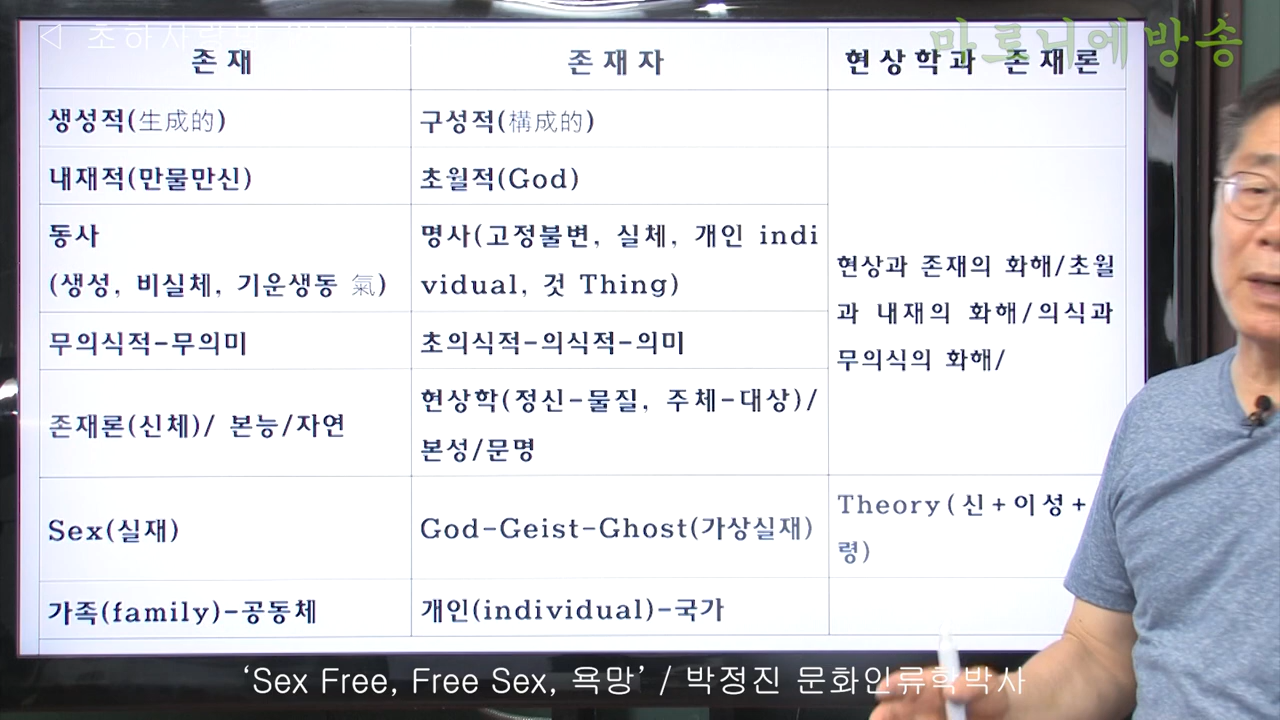 마로니에방송
존재 존재자 현상학과 존재론
생성적(生成的) 구성적(構成的)
내재적(만물만신) 초월적(God)
동사 명사(고정불변, 실체, 개인 indi
(생성, 비실체, 기운생동 氣) vidual, 것 Thing)
현상과 존재의 화해/초월
과 내재의 화해/의식과
무의식의 화해/
무의식적-무의미 초의식적-의식적-의미
존재론(신체)/ 본능/자연 현상학(정신-물질, 주체-대상)/
본성/문명
Sex(실재) God-Geist-Ghost(가상실재) Theory(신+이성+
령)
가족(family)-공동체 개인(individual)-국가
‘Sex Free, Free Sex, 욕망’ / 박정진 문화인류학박사